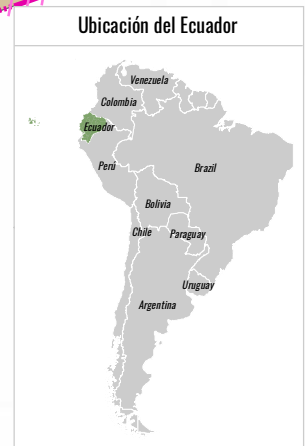 Ubicación del Ecuador
Venezuela
Colombia
Ecuador
Perú
Brazil
Bolivia
Chile
Paraguay
Uruguay
Argentina